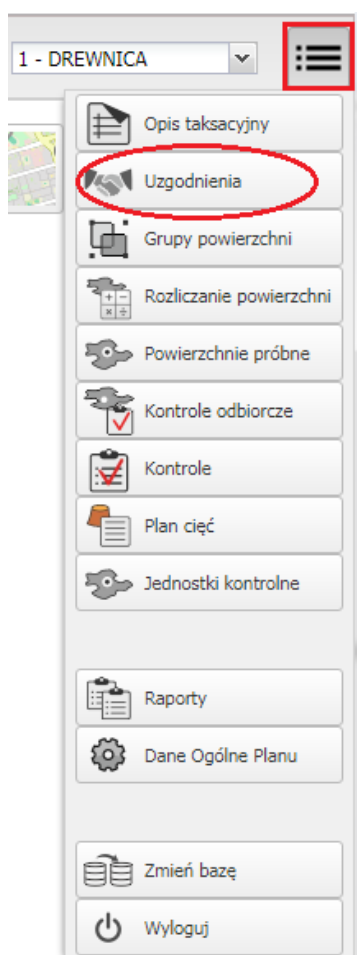 1 - DREWNICA
Opis taksacyjny
Uzgodnienia
Grupy powierzchni
Rozliczanie powierzchni
Powierzchnie próbne
Kontrole odbiorcze
Kontrole
Plan cięć
Jednostki kontrolne
Raporty
Dane Ogólne Planu
Zmień bazę
Wyloguj